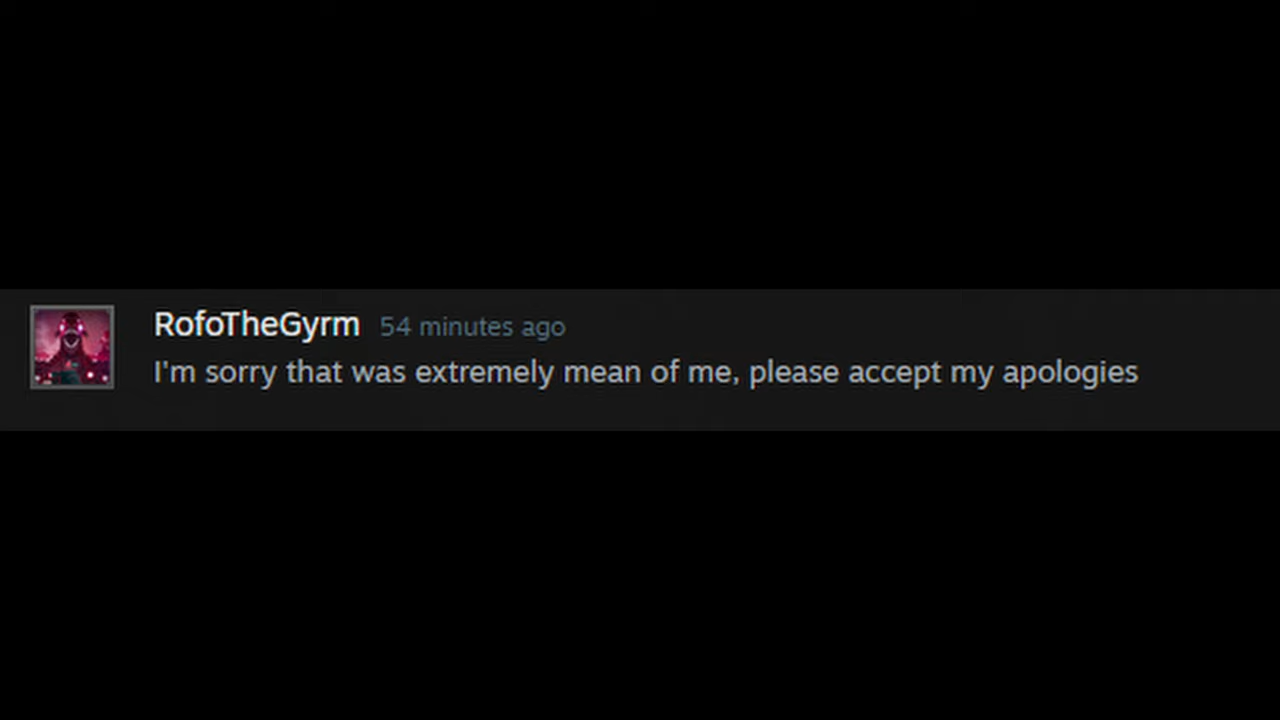 RofoTheGyrm 54 minutes ago
I'm sorry that was extremely mean of me, please accept my apologies